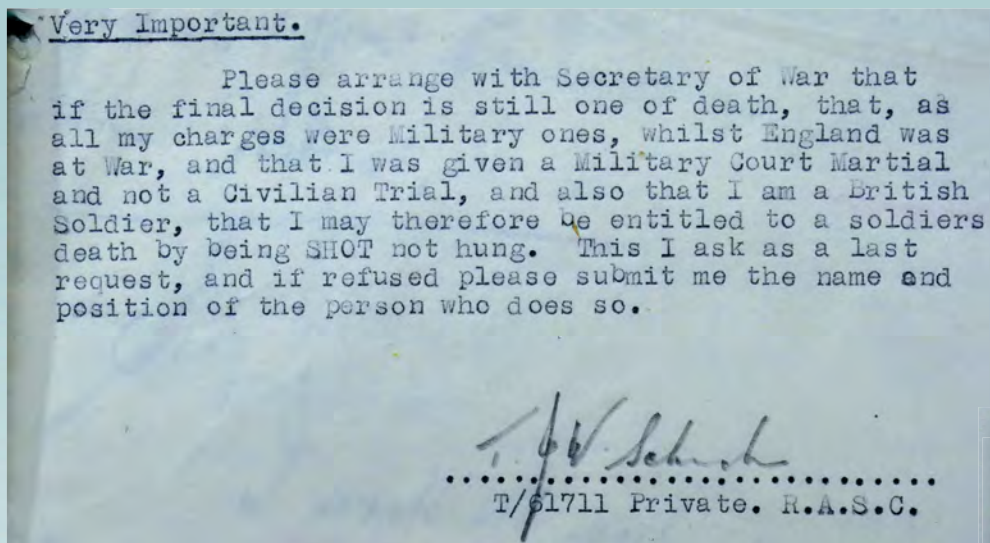 Very Important.
Please arrange with Secretary of War that
if the final decision is still one of death, that, as
all my charges were Military ones, whilst England was
at War, and that I was given a Military Court Martial
and not a Civilian Trial, and also that I am a British
Soldier, that I may therefore be entitled to a soldiers
death by being SHOT not hung. This I ask as a last
request, and if refused please submit me the name and
position of the person who does so.
T. J W. Schurch
T/61711 Private. R.A.S.C.